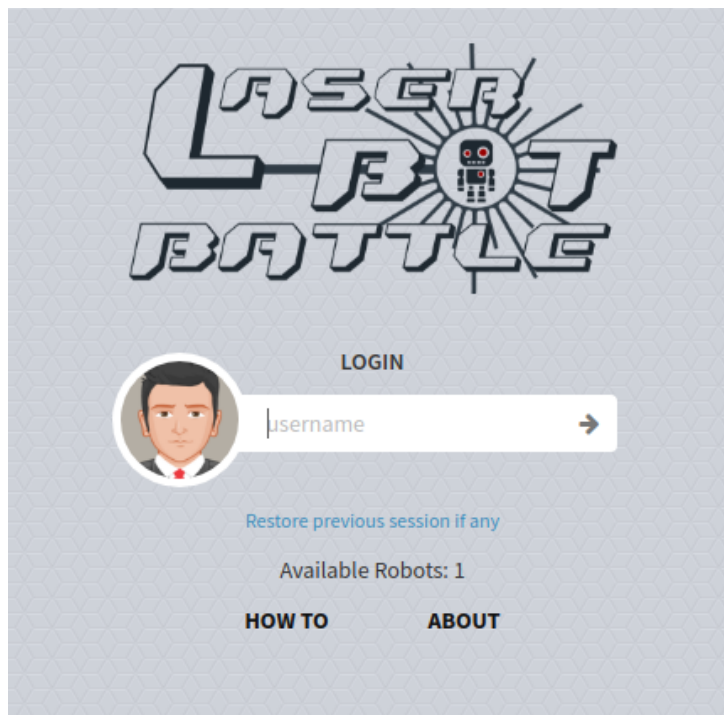 LASER
BOT
BATTLE
LOGIN
username
Restore previous session if any
Available Robots: 1
HOW TO
ABOUT